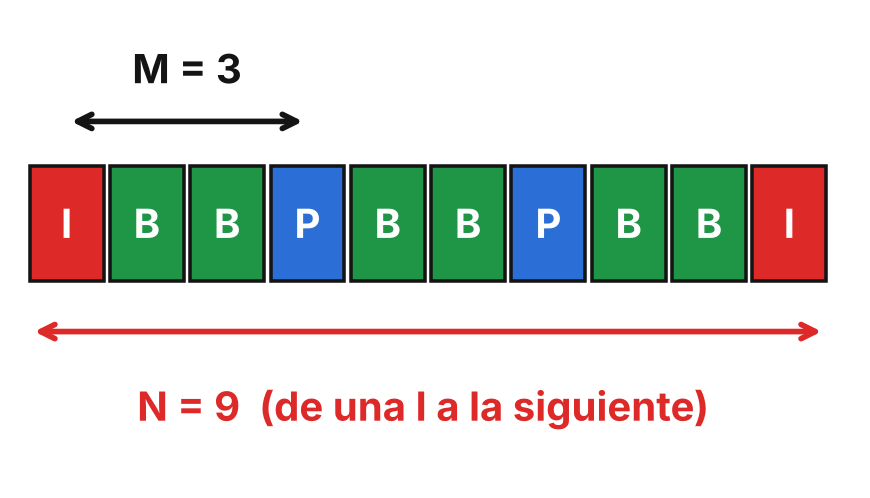 M = 3
I B B P B B P B B I
N = 9 (de una I a la siguiente)